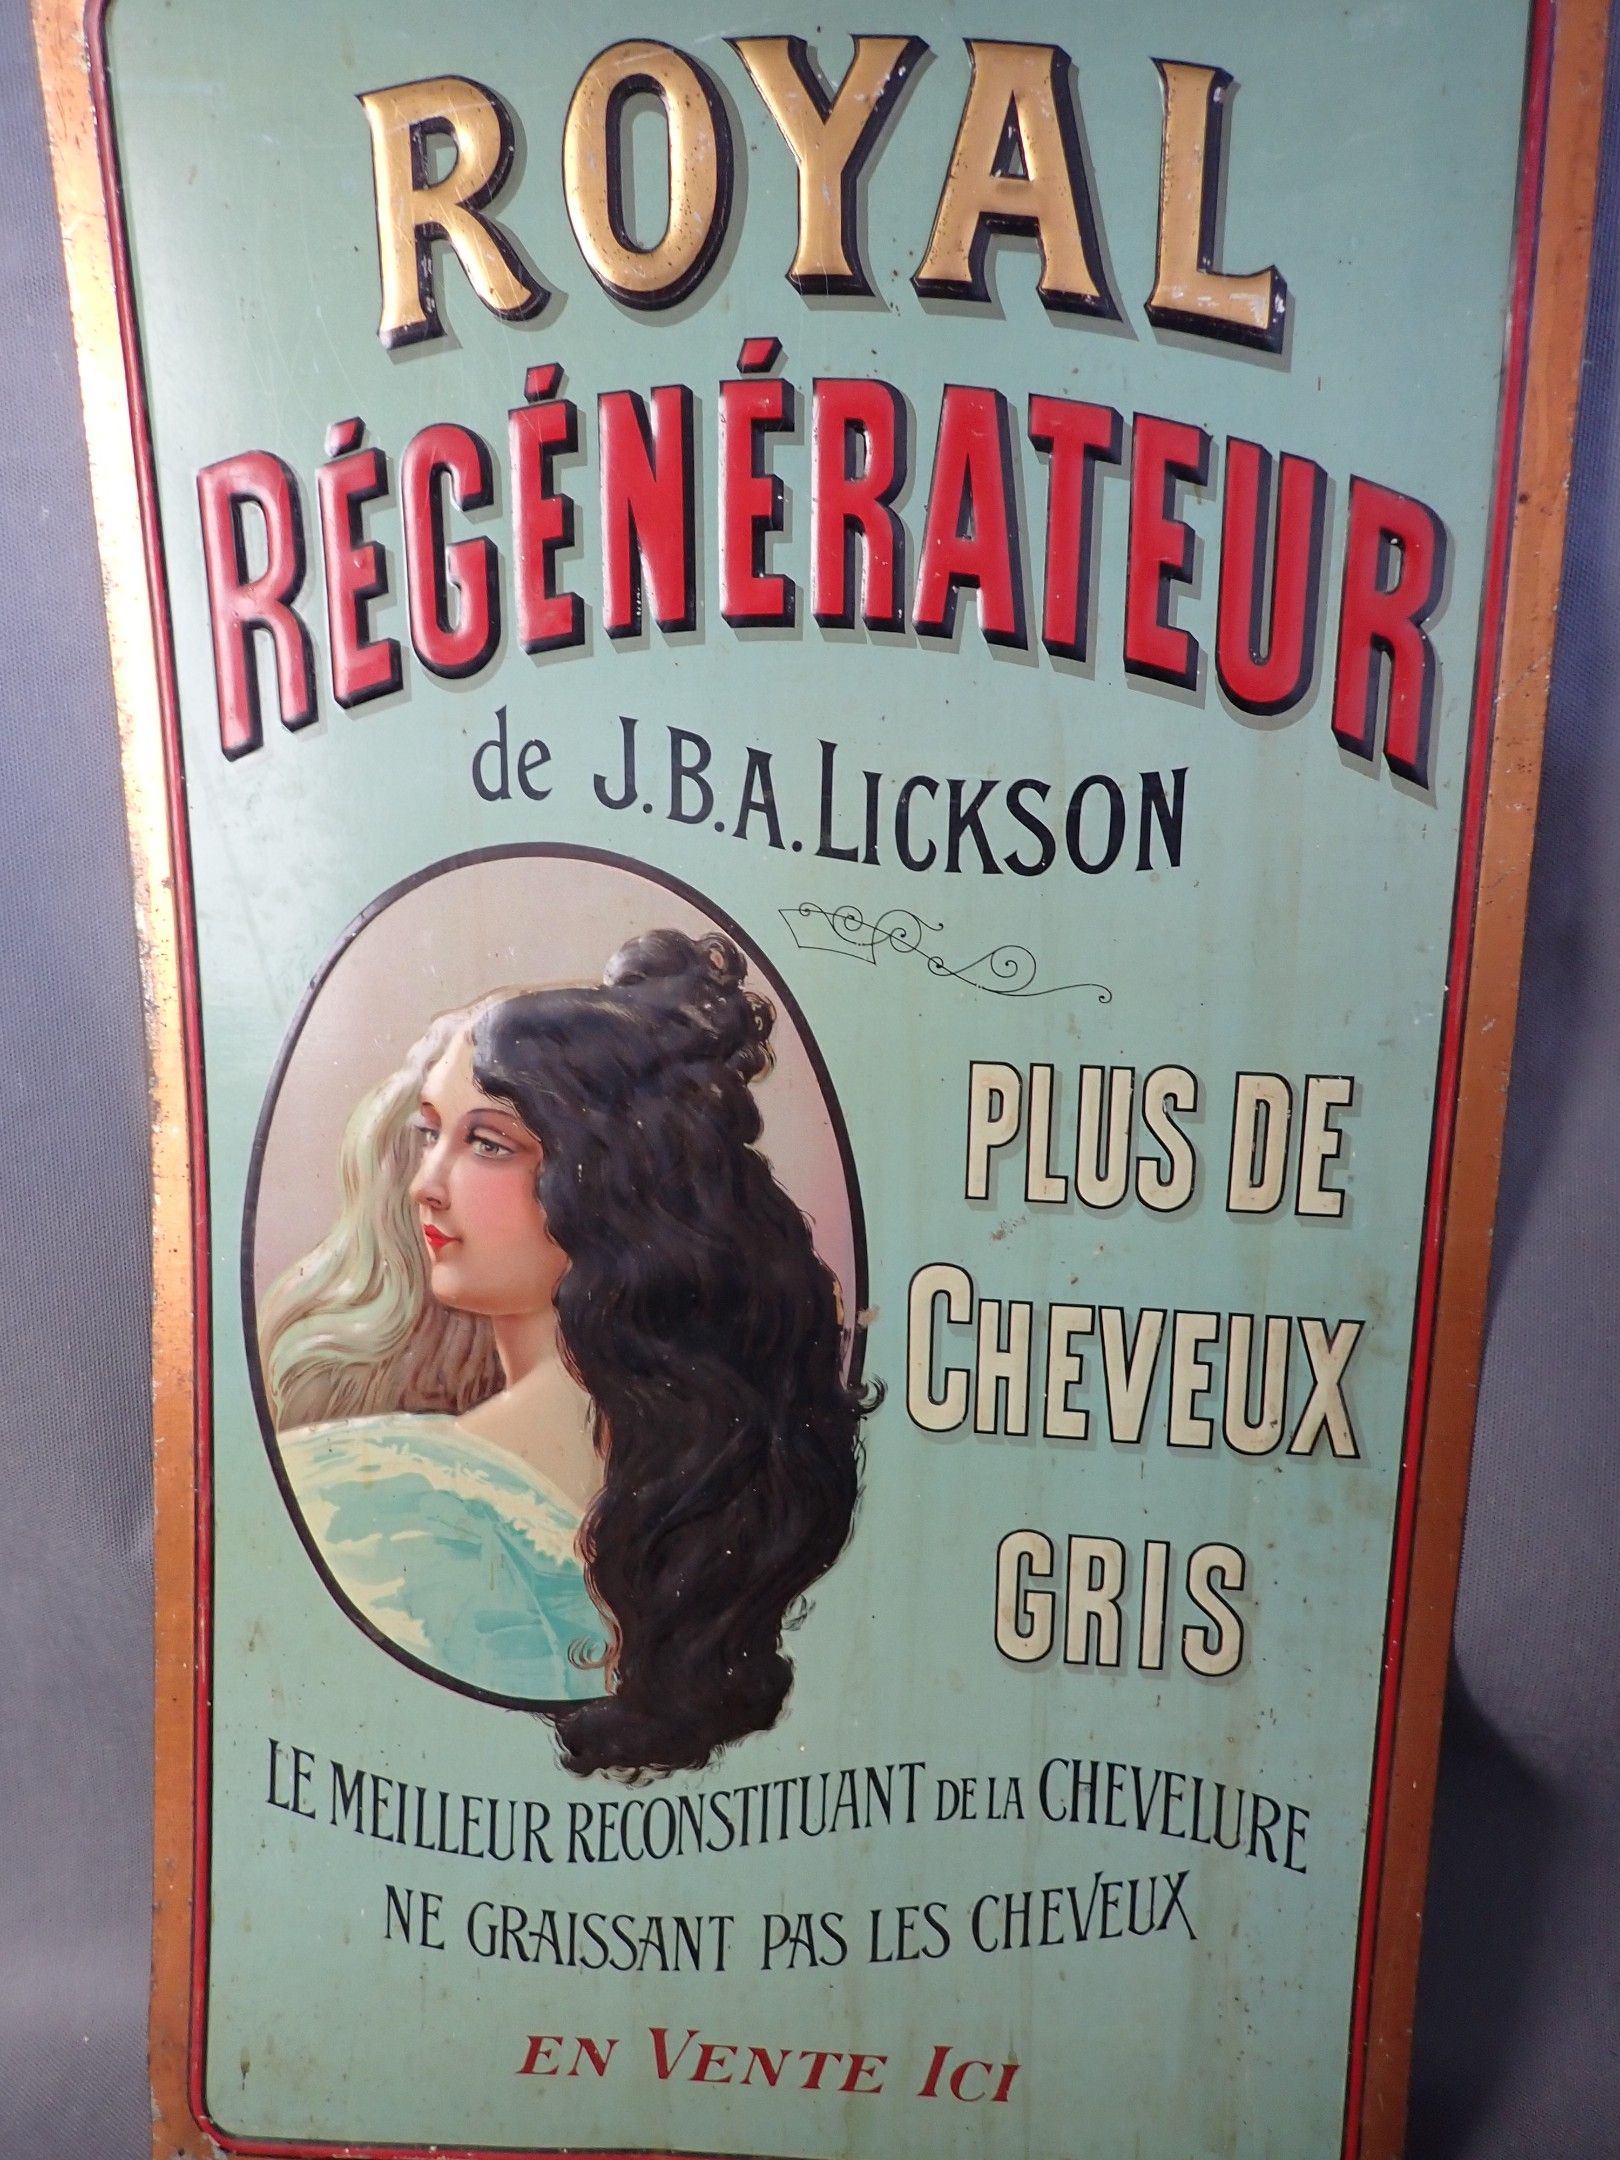 ROYAL
RÉGÉNÉRATEUR
de J.B.A. LICKSON
PLUS DE
CHEVEUX
GRIS
LE MEILLEUR RECONSTITUANT DE LA CHEVELURE
NE GRAISSANT PAS LES CHEVEUX
EN VENTE ICI